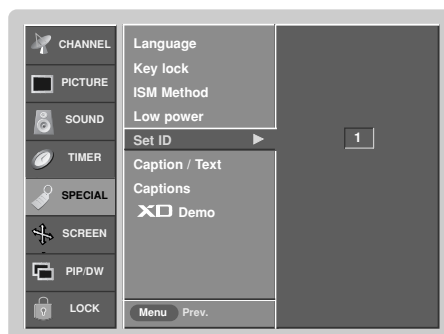 CHANNEL
PICTURE
SOUND
TIMER
SPECIAL
SCREEN
PIP/DW
LOCK
Language
Key lock
ISM Method
Low power
Set ID
Caption / Text
Captions
XD Demo
Menu Prev.
1